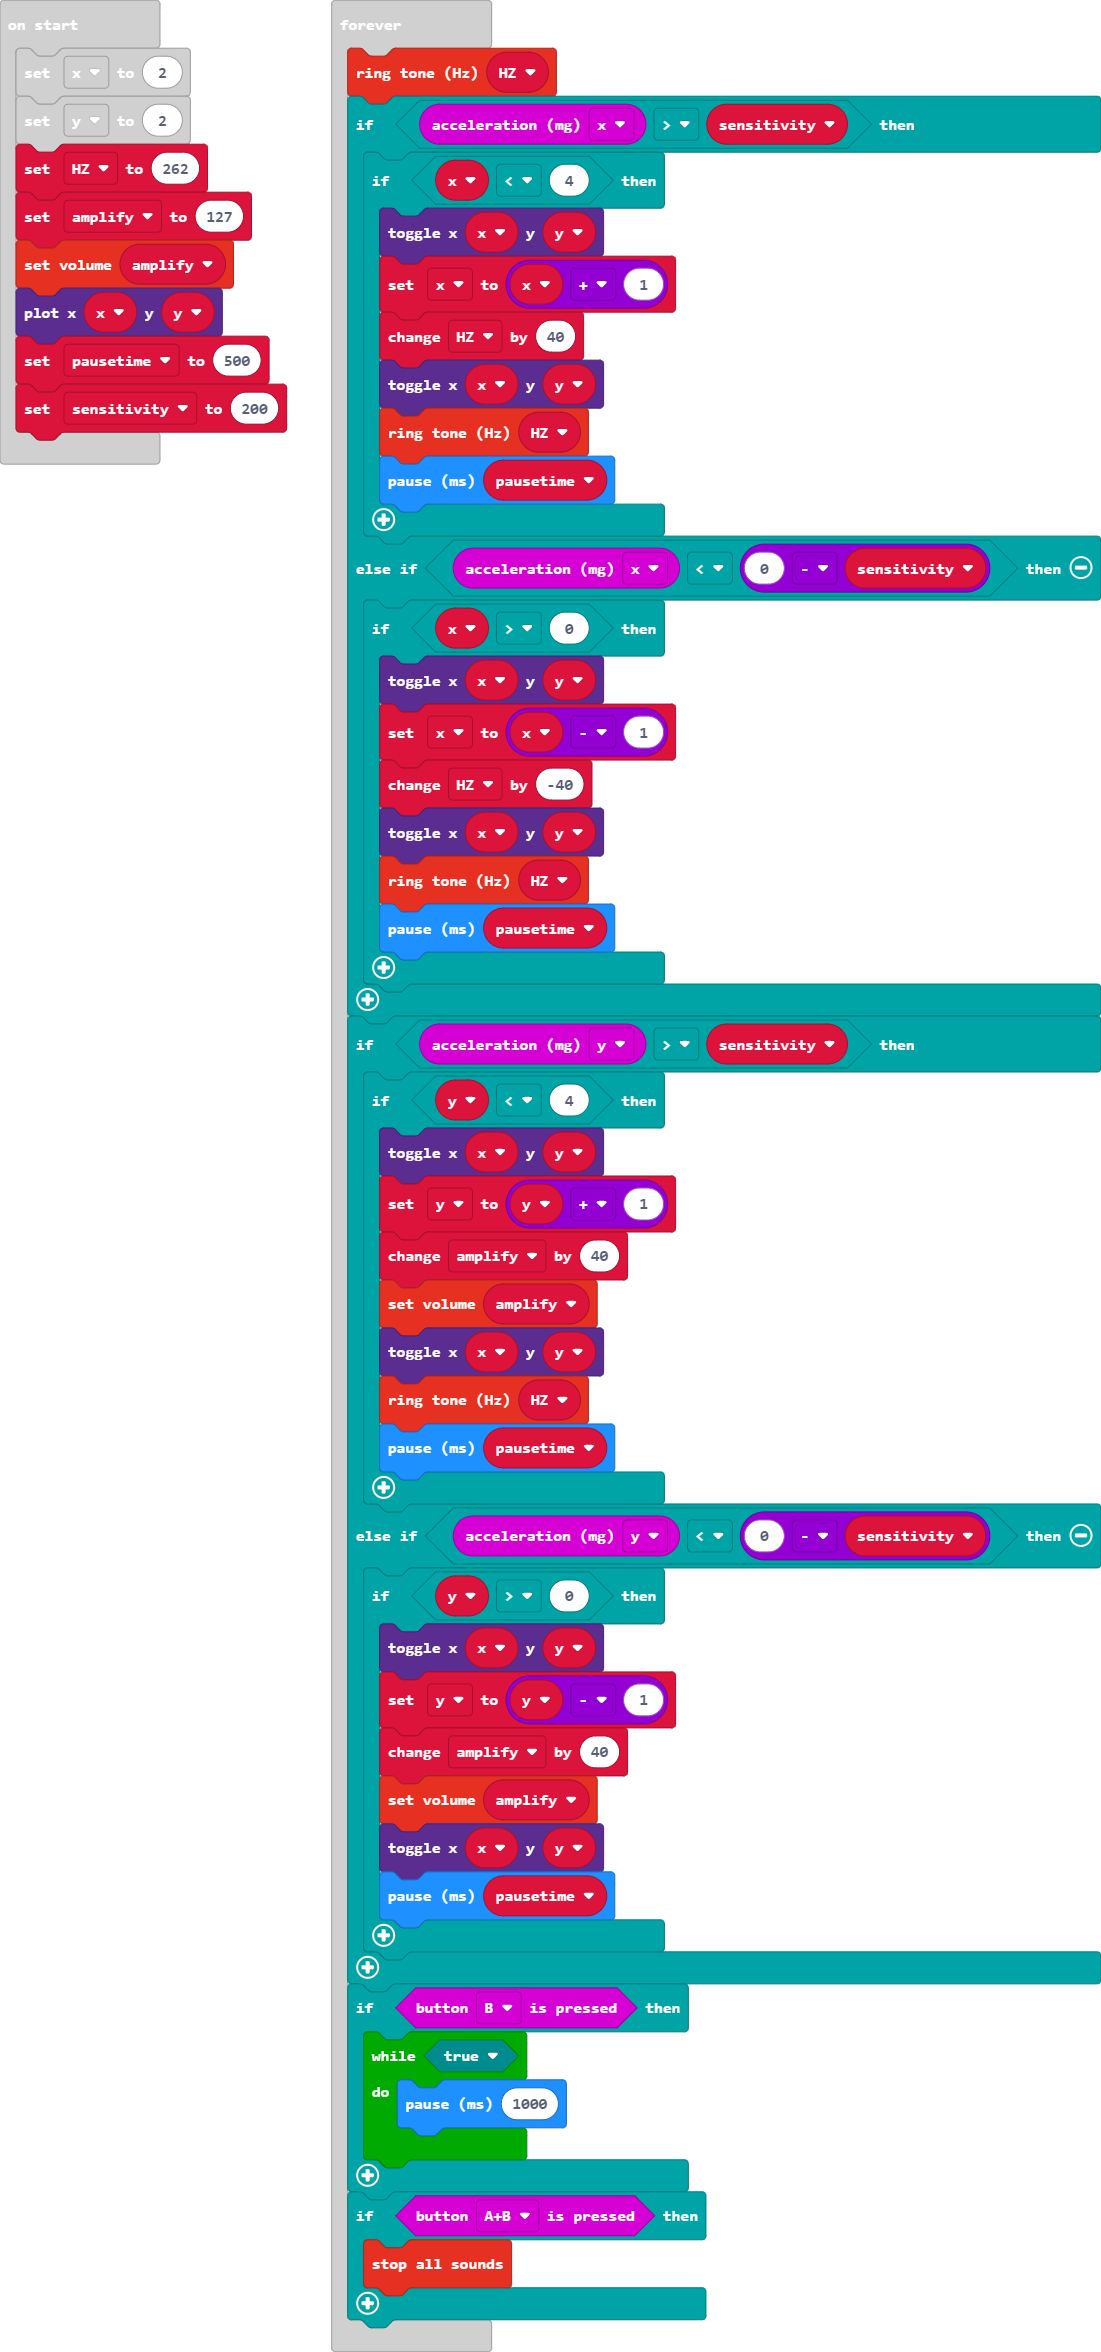 on start
set x to 2
set y to 2
set HZ to 262
set amplify to 127
set volume amplify
plot x x y y
set pausetime to 500
set sensitivity to 200
forever
ring tone (Hz) HZ
if acceleration (mg) x > sensitivity then
if x < 4 then
toggle x x y y
set x to x + 1
change HZ by 40
toggle x x y y
ring tone (Hz) HZ
pause (ms) pausetime
else if acceleration (mg) x < 0 - sensitivity then
if x > 0 then
toggle x x y y
set x to x - 1
change HZ by -40
toggle x x y y
ring tone (Hz) HZ
pause (ms) pausetime
if acceleration (mg) y > sensitivity then
if y < 4 then
toggle x x y y
set y to y + 1
change amplify by 40
set volume amplify
toggle x x y y
ring tone (Hz) HZ
pause (ms) pausetime
else if acceleration (mg) y < 0 - sensitivity then
if y > 0 then
toggle x x y y
set y to y - 1
change amplify by 40
set volume amplify
toggle x x y y
pause (ms) pausetime
if button B is pressed then
while true
do pause (ms) 1000
if button A+B is pressed then
stop all sounds